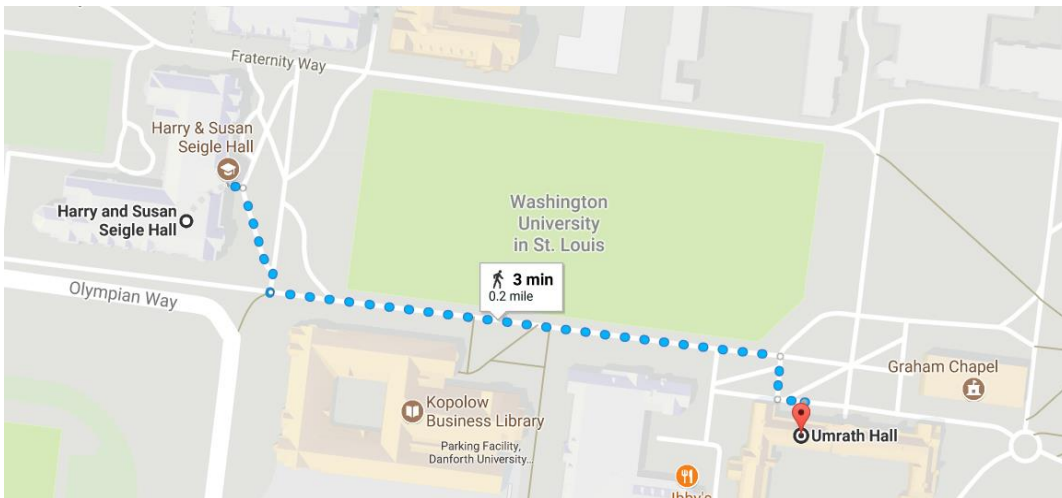 Fraternity Way
Harry & Susan
Seigle Hall
Harry and Susan
Seigle Hall
Washington
University
in St. Louis
3 min
0.2 mile
Olympian Way
Graham Chapel
Kopolow
Business Library
Parking Facility,
Danforth University...
Umrath Hall
Ibby's